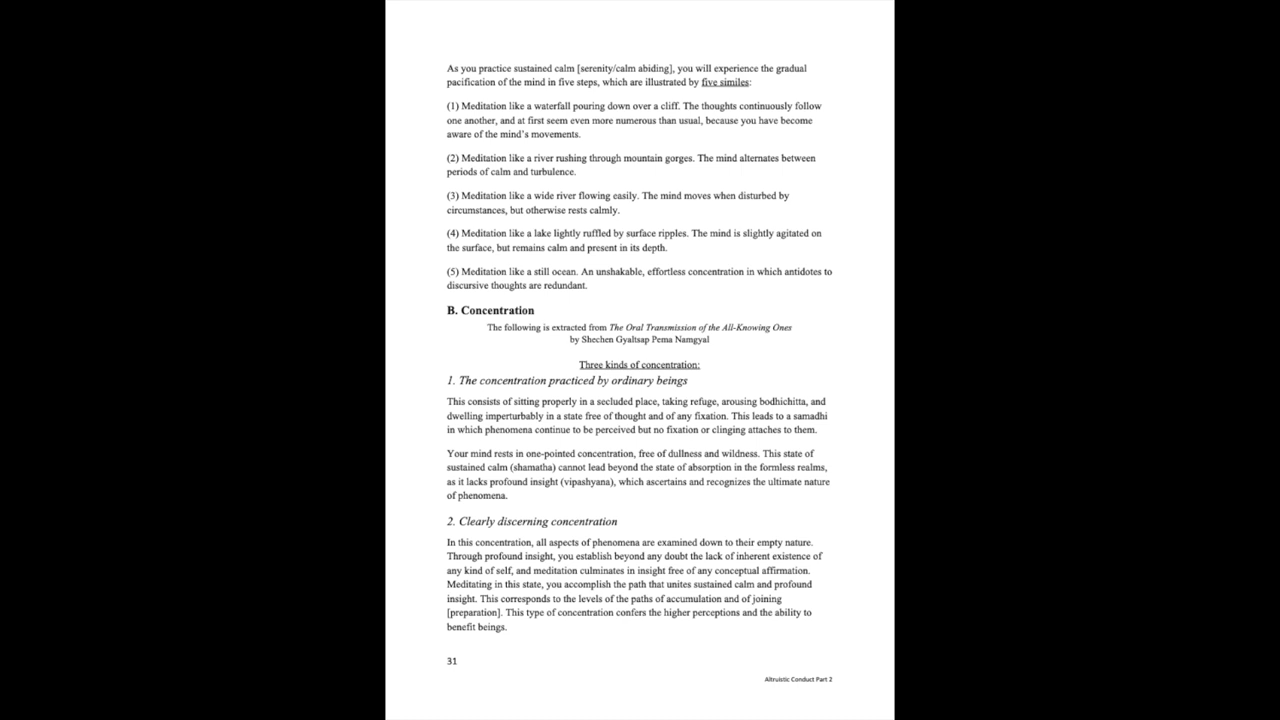 As you practice sustained calm [serenity/calm abiding], you will experience the gradual
pacification of the mind in five steps, which are illustrated by five similes:
(1) Meditation like a waterfall pouring down over a cliff. The thoughts continuously follow
one another, and at first seem even more numerous than usual, because you have become
aware of the mind's movements.
(2) Meditation like a river rushing through mountain gorges. The mind alternates between
periods of calm and turbulence.
(3) Meditation like a wide river flowing easily. The mind moves when disturbed by
circumstances, but otherwise rests calmly.
(4) Meditation like a lake lightly ruffled by surface ripples. The mind is slightly agitated on
the surface, but remains calm and present in its depth.
(5) Meditation like a still ocean. An unshakable, effortless concentration in which antidotes to
discursive thoughts are redundant.
B. Concentration
The following is extracted from The Oral Transmission of the All-Knowing Ones
by Shechen Gyaltsap Pema Namgyal
Three kinds of concentration:
1. The concentration practiced by ordinary beings
This consists of sitting properly in a secluded place, taking refuge, arousing bodhichitta, and
dwelling imperturbably in a state free of thought and of any fixation. This leads to a samadhi
in which phenomena continue to be perceived but no fixation or clinging attaches to them.
Your mind rests in one-pointed concentration, free of dullness and wildness. This state of
sustained calm (shamatha) cannot lead beyond the state of absorption in the formless realms,
as it lacks profound insight (vipashyana), which ascertains and recognizes the ultimate nature
of phenomena.
2. Clearly discerning concentration
In this concentration, all aspects of phenomena are examined down to their empty nature.
Through profound insight, you establish beyond any doubt the lack of inherent existence of
any kind of self, and meditation culminates in insight free of any conceptual affirmation.
Meditating in this state, you accomplish the path that unites sustained calm and profound
insight. This corresponds to the levels of the paths of accumulation and of joining
[preparation]. This type of concentration confers the higher perceptions and the ability to
benefit beings.
31
Altruistic Conduct Part 2